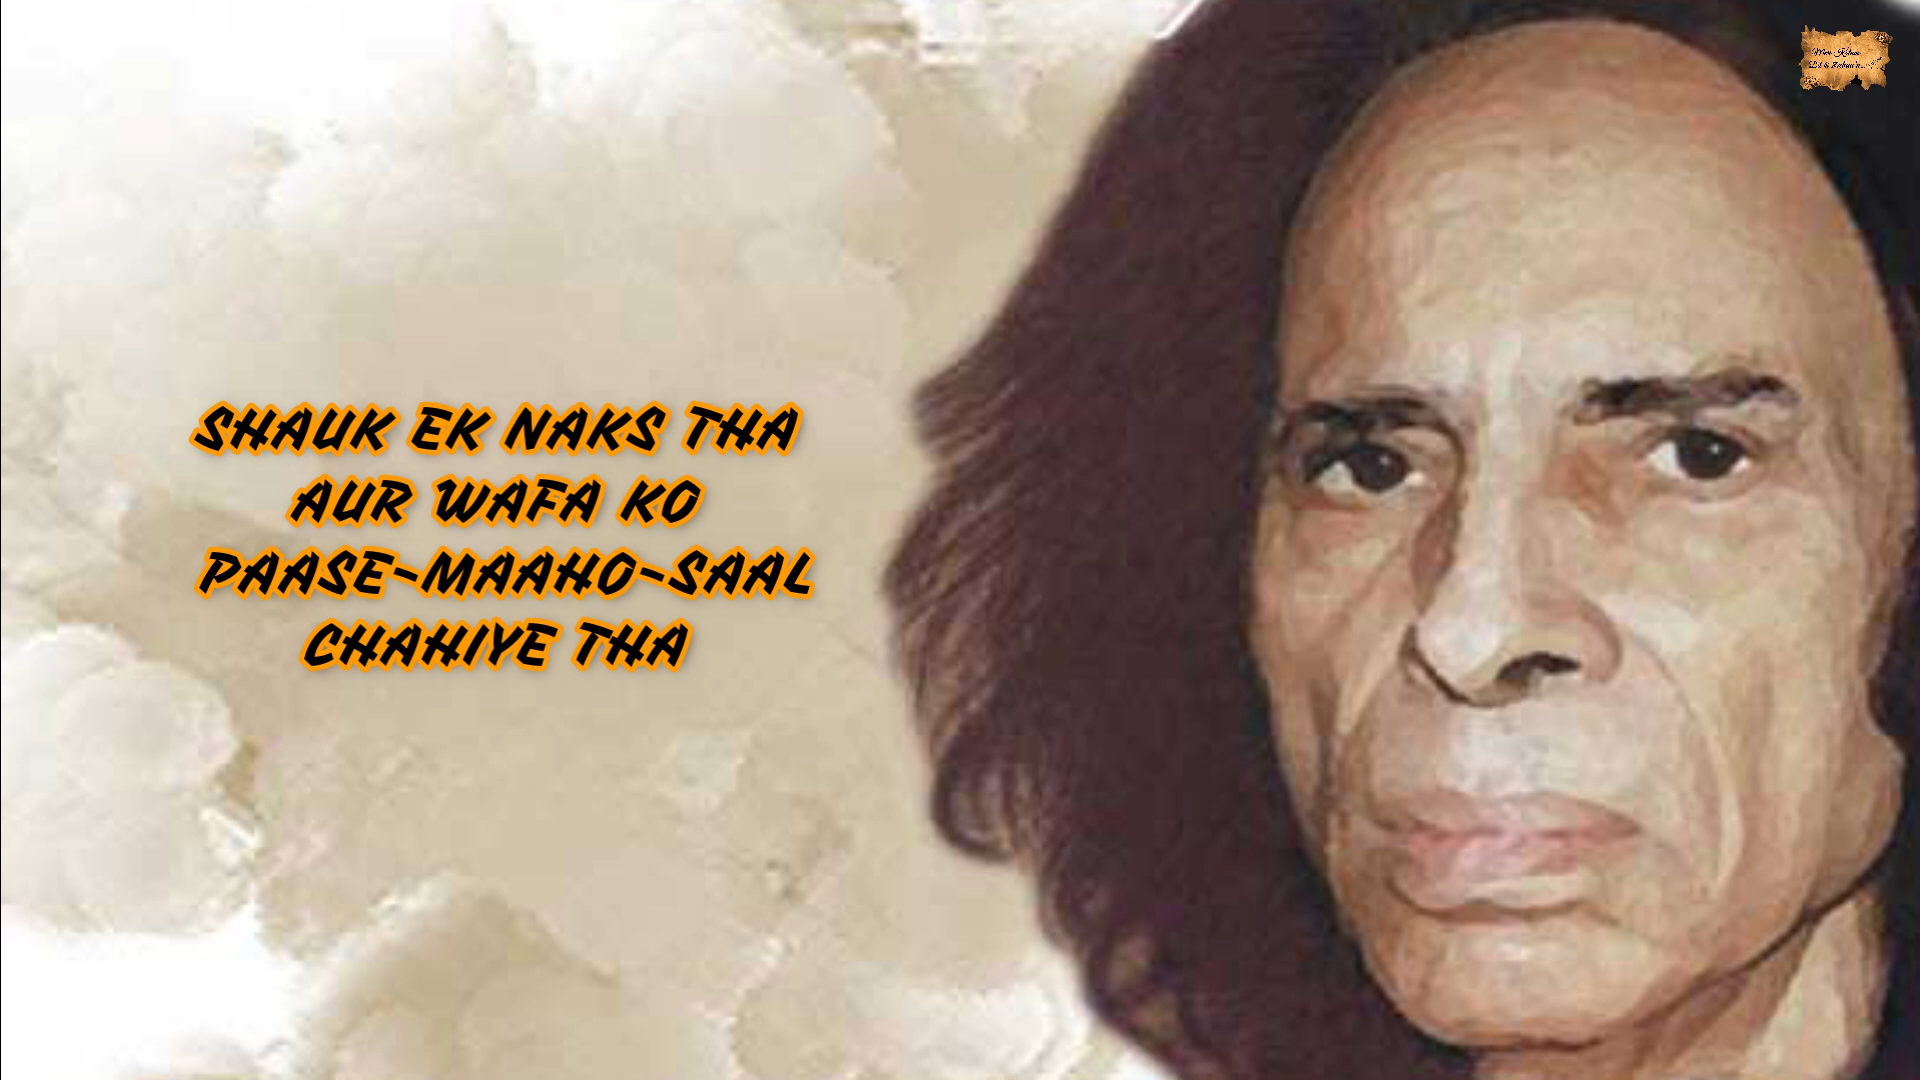 SHAUK EK NAKS THA
AUR WAFA KO
PAASE-MAAHO-SAAL
CHAHIYE THA